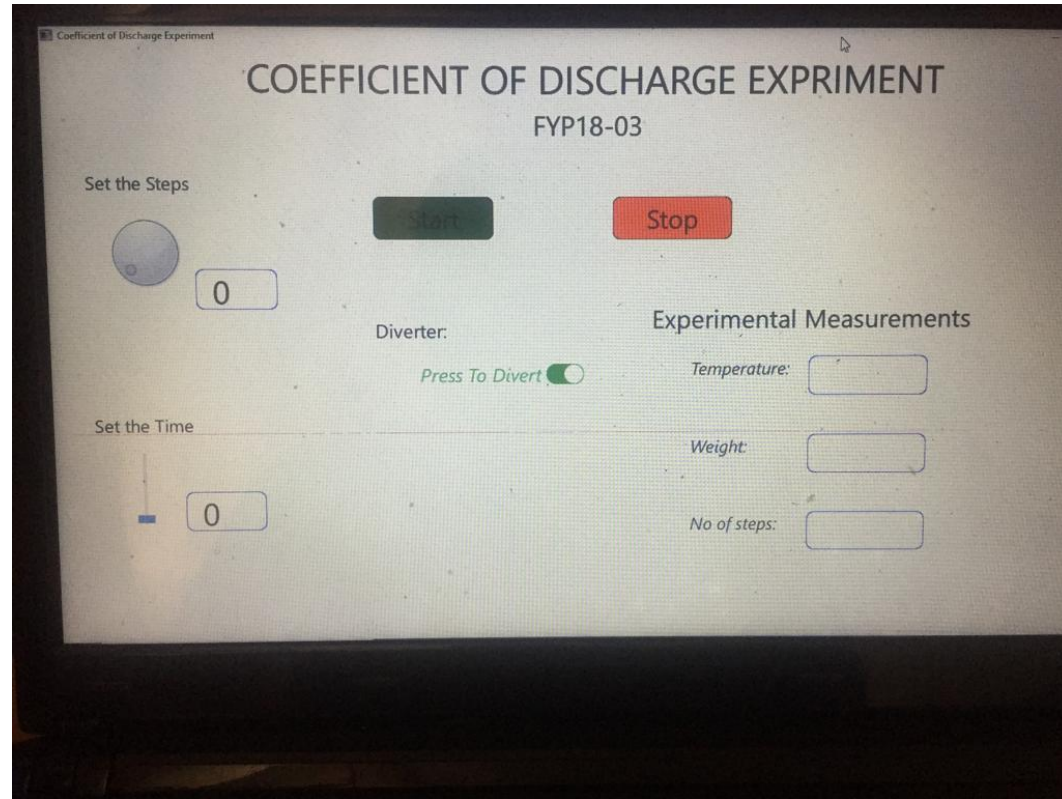 Coefficient of Discharge Experiment
COEFFICIENT OF DISCHARGE EXPRIMENT
FYP18-03
Set the Steps
Start
Stop
0
Experimental Measurements
Diverter:
Temperature:
Press To Divert
Set the Time
Weight:
0
No of steps: